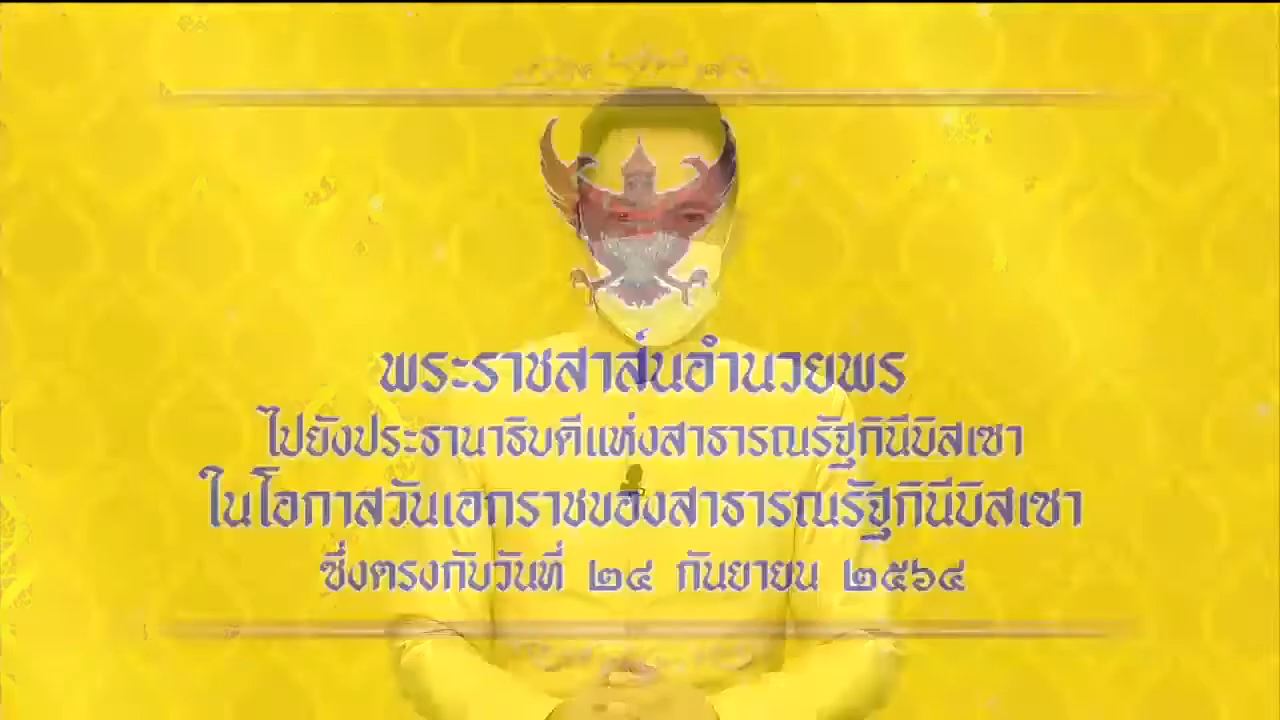 พระราชสาส์นอำนวยพร
ไปยังประธานาธิบดีแห่งสาธารณรัฐกินีบิสเซา
ในโอกาสวันเอกราชของสาธารณรัฐกินีบิสเซา
ซึ่งตรงกับวันที่ ๒๔ กันยายน ๒๕๖๔